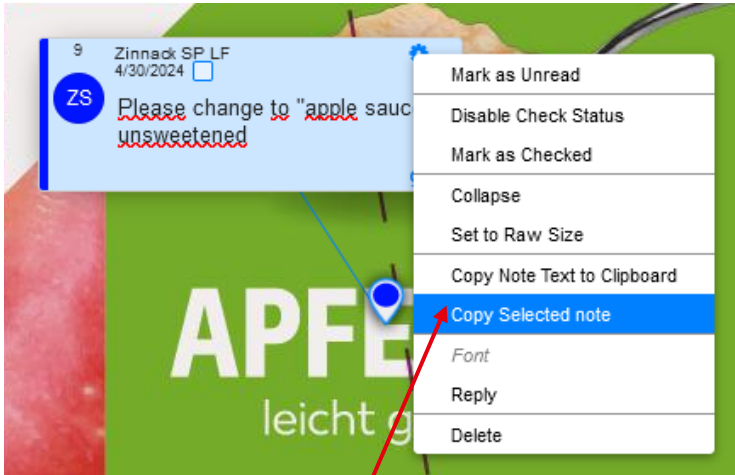 9 Zinnack SP LF
4/30/2024
ZS
Please change to "apple sauc
unsweetened
Mark as Unread
Disable Check Status
Mark as Checked
Collapse
Set to Raw Size
Copy Note Text to Clipboard
Copy Selected note
Font
Reply
Delete
APFE
leicht g